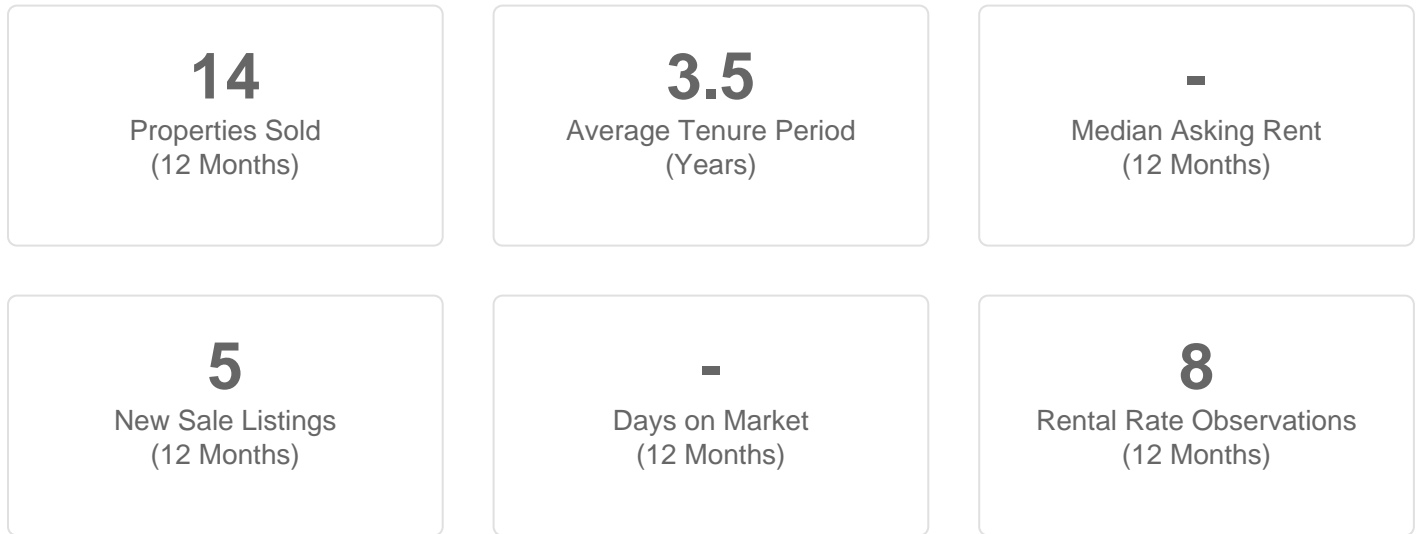 14
Properties Sold
(12 Months)
3.5
Average Tenure Period
(Years)
-
Median Asking Rent
(12 Months)
5
New Sale Listings
(12 Months)
-
Days on Market
(12 Months)
8
Rental Rate Observations
(12 Months)